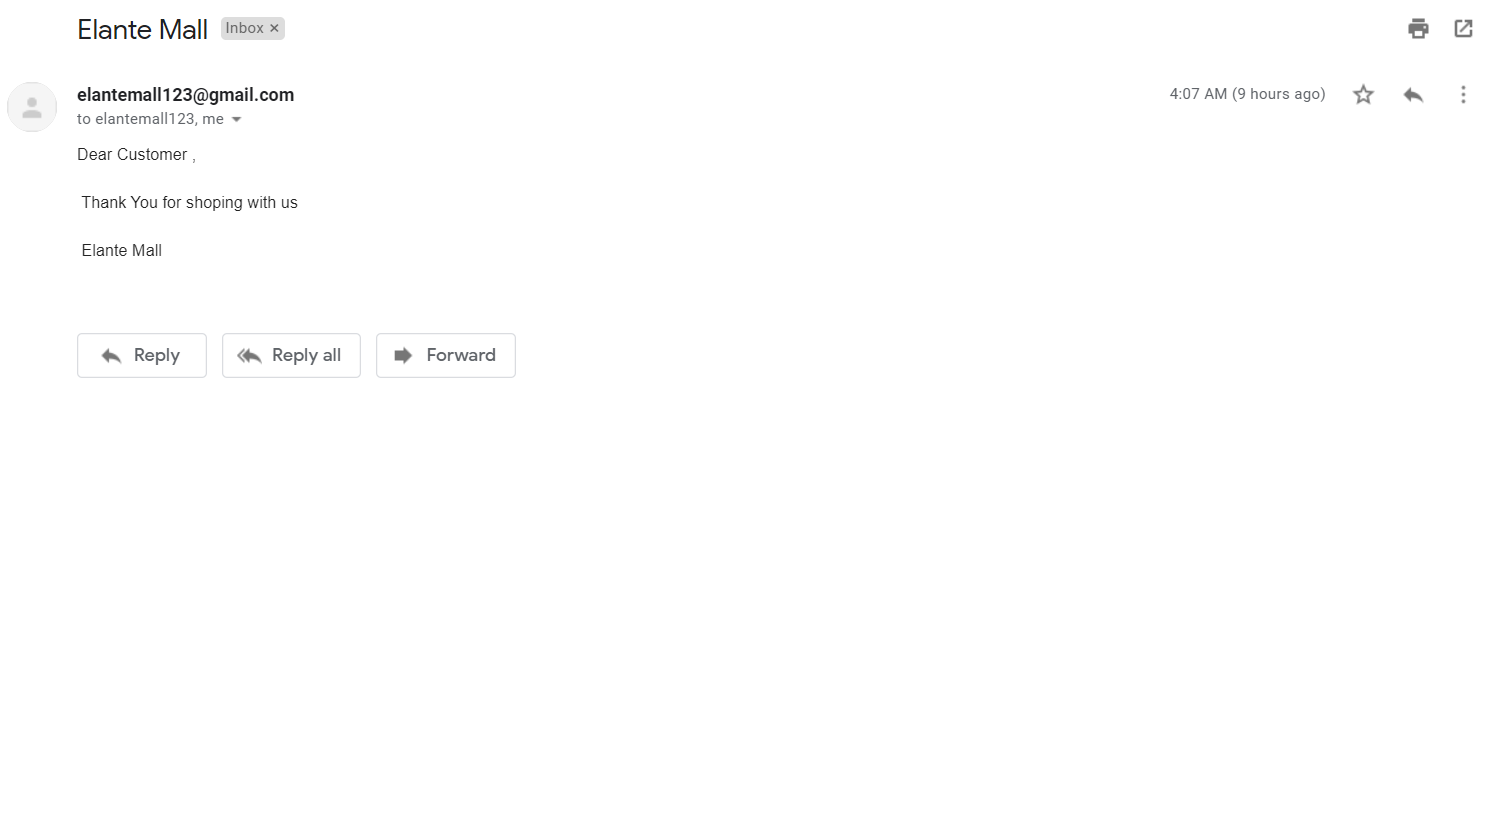 Elante Mall Inbox ×
elantemall123@gmail.com 4:07 AM (9 hours ago)
to elantemall123, me
Dear Customer ,
Thank You for shoping with us
Elante Mall
Reply Reply all Forward